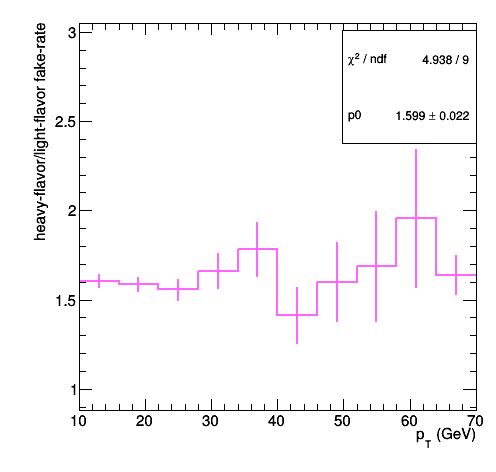 heavy-flavor/light-flavor fake-rate
χ² / ndf 4.938 / 9
p0 1.599 ± 0.022
3
2.5
2
1.5
1
10 20 30 40 50 60 70
p_T (GeV)